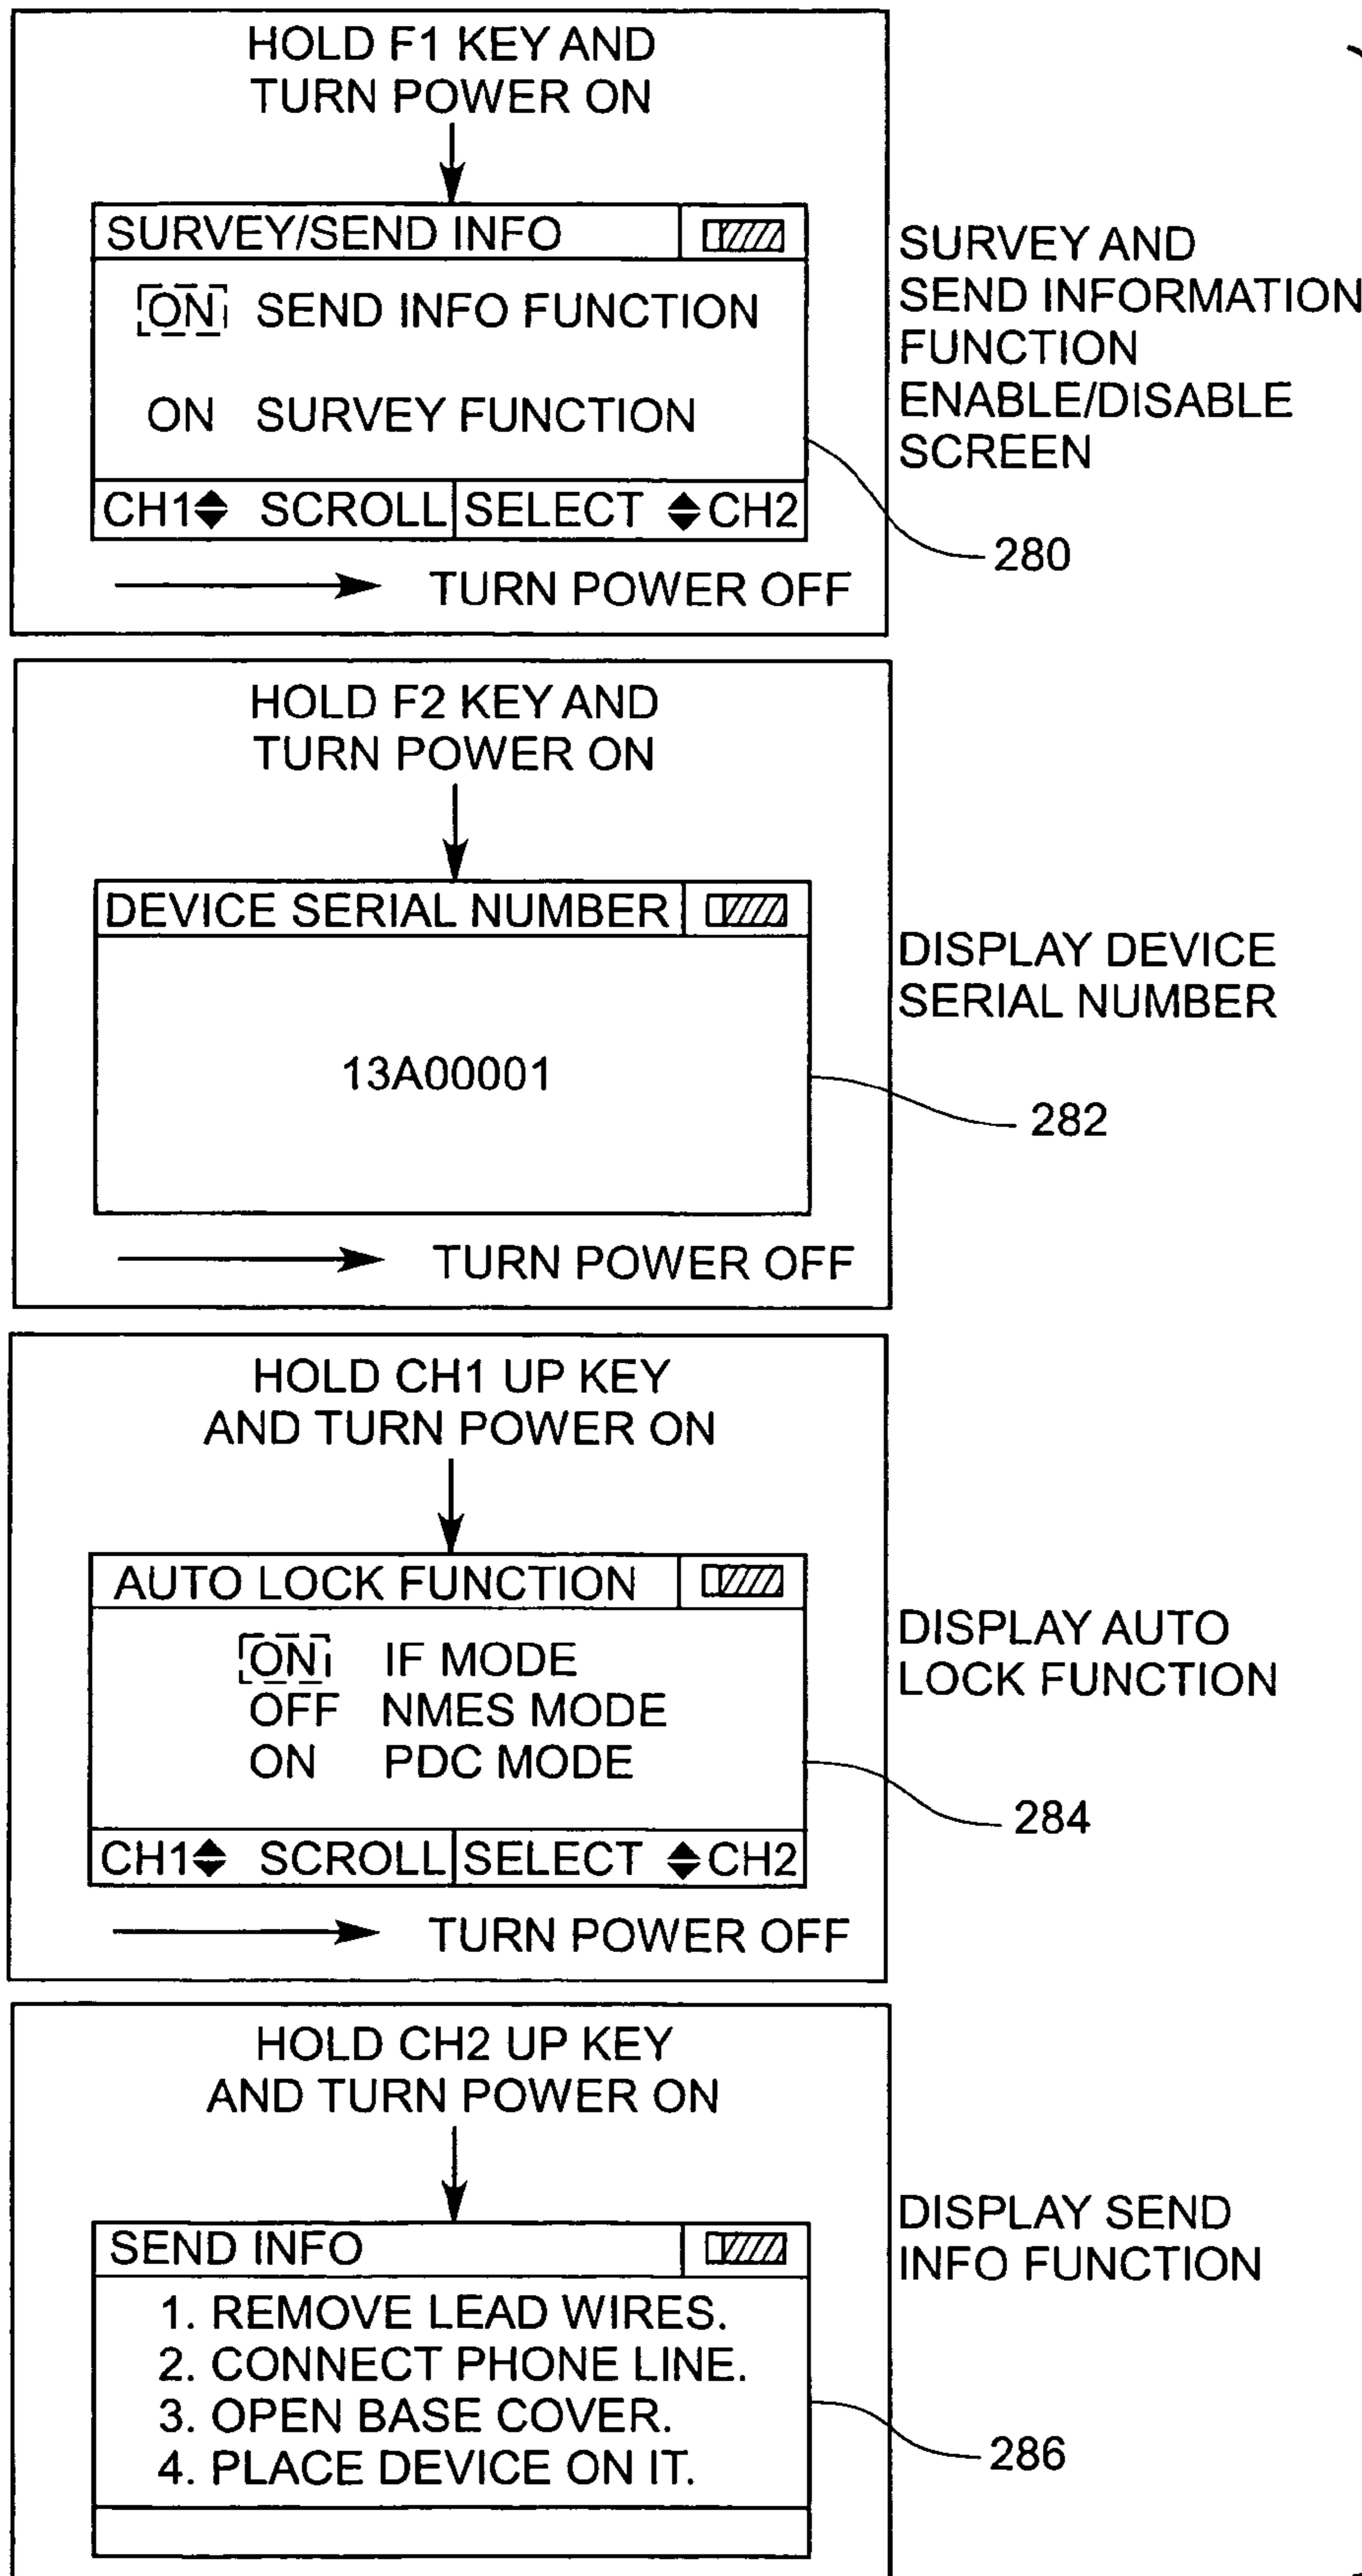 HOLD F1 KEY AND
TURN POWER ON
SURVEY/SEND INFO
ON SEND INFO FUNCTION
ON SURVEY FUNCTION
CH1 SCROLL SELECT CH2
TURN POWER OFF
SURVEY AND
SEND INFORMATION
FUNCTION
ENABLE/DISABLE
SCREEN
280
HOLD F2 KEY AND
TURN POWER ON
DEVICE SERIAL NUMBER
13A00001
TURN POWER OFF
DISPLAY DEVICE
SERIAL NUMBER
282
HOLD CH1 UP KEY
AND TURN POWER ON
AUTO LOCK FUNCTION
ON IF MODE
OFF NMES MODE
ON PDC MODE
CH1 SCROLL SELECT CH2
TURN POWER OFF
DISPLAY AUTO
LOCK FUNCTION
284
HOLD CH2 UP KEY
AND TURN POWER ON
SEND INFO
1. REMOVE LEAD WIRES.
2. CONNECT PHONE LINE.
3. OPEN BASE COVER.
4. PLACE DEVICE ON IT.
DISPLAY SEND
INFO FUNCTION
286